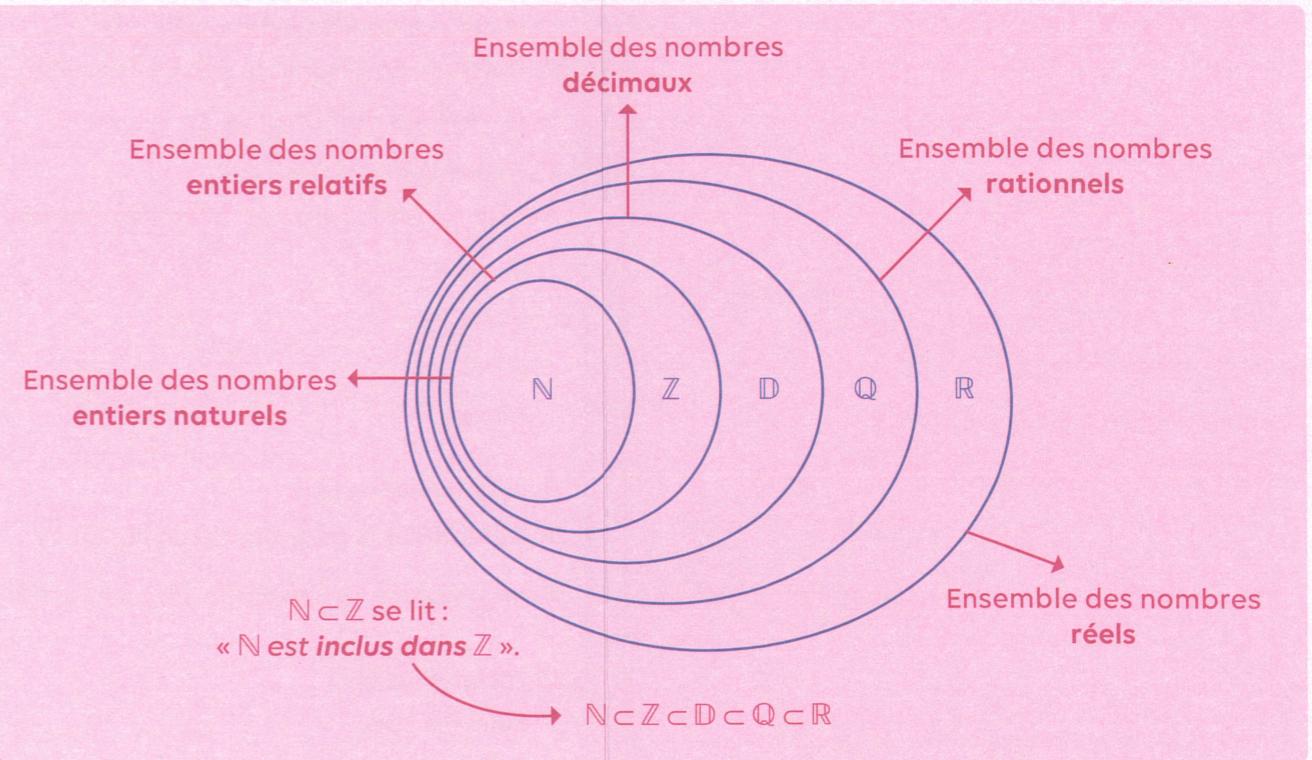 Ensemble des nombres
décimaux
Ensemble des nombres
entiers relatifs
Ensemble des nombres
rationnels
Ensemble des nombres
entiers naturels
ℕ ℤ 𝔻 ℚ ℝ
ℕ ⊂ ℤ se lit :
« ℕ est inclus dans ℤ ».
Ensemble des nombres
réels
ℕ ⊂ ℤ ⊂ 𝔻 ⊂ ℚ ⊂ ℝ